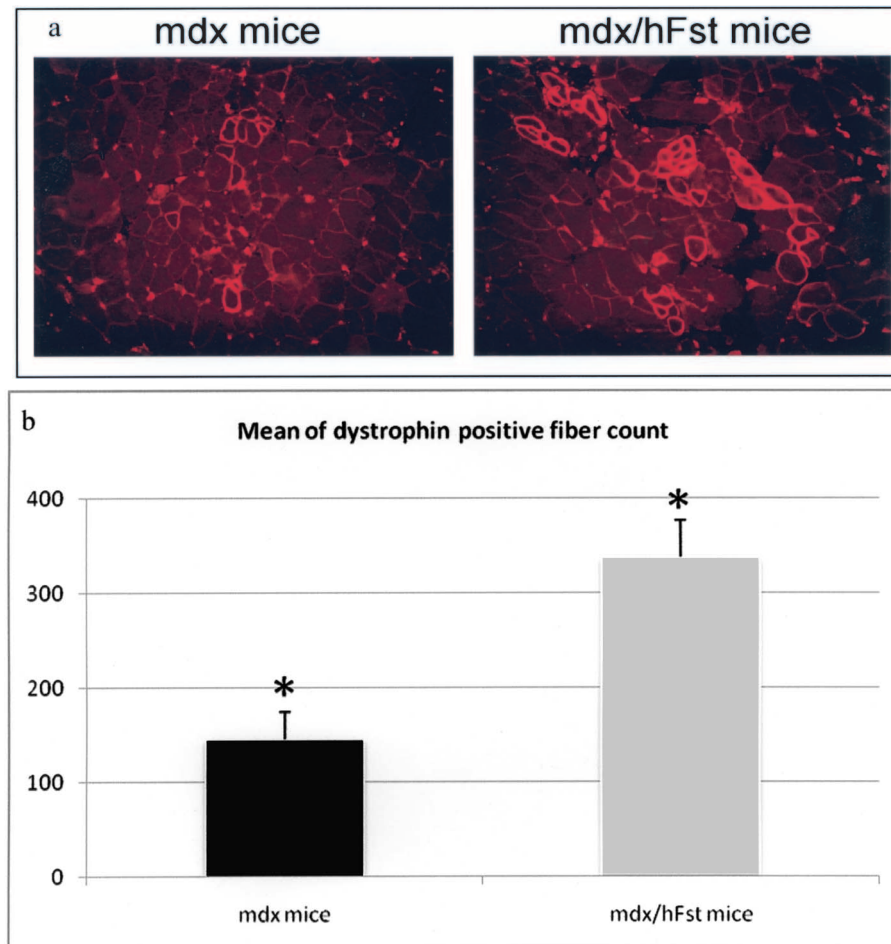 a
mdx mice
mdx/hFst mice
b
Mean of dystrophin positive fiber count
400
300
200
100
0
*
*
mdx mice
mdx/hFst mice